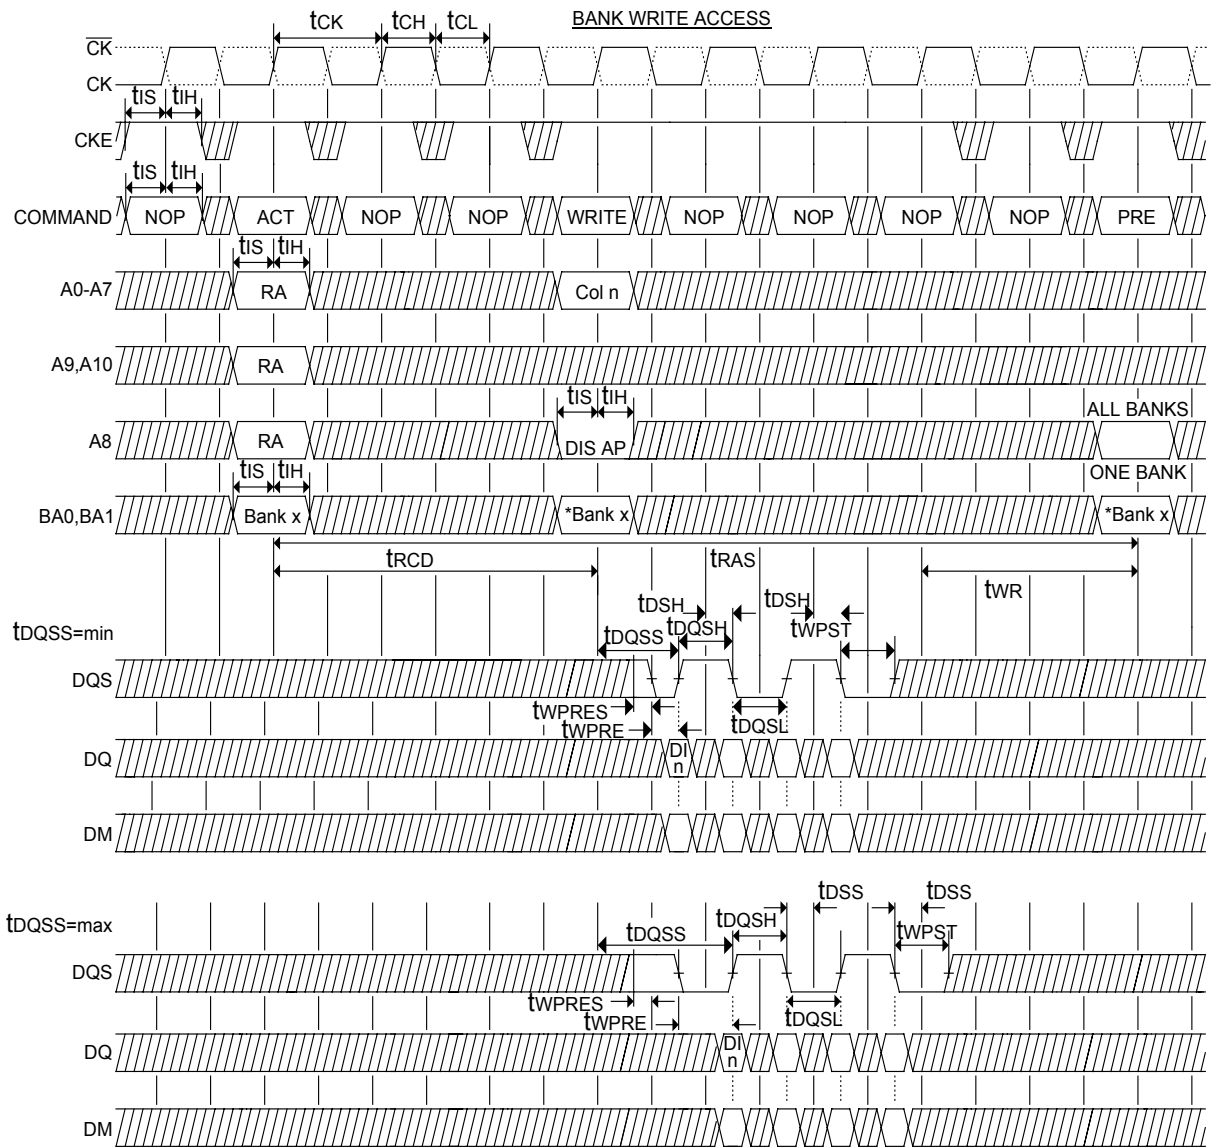 BANK WRITE ACCESS
tCK tCH tCL
CK
CK
tIS tIH
CKE
tIS tIH
COMMAND NOP ACT NOP NOP WRITE NOP NOP NOP NOP PRE
tIS tIH
A0-A7 RA Col n
A9,A10 RA
tIS tIH ALL BANKS
A8 RA DIS AP
tIS tIH ONE BANK
BA0,BA1 Bank x *Bank x *Bank x
tRCD tRAS tWR
tDSH tDSH
tDQSS=min tDQSS tDQSH tWPST
DQS
tWPRES tDQSL
tWPRE
DQ DI n
DM
tDSS tDSS
tDQSS=max tDQSS tDQSH tWPST
DQS
tWPRES
tWPRE tDQSL
DQ DI n
DM